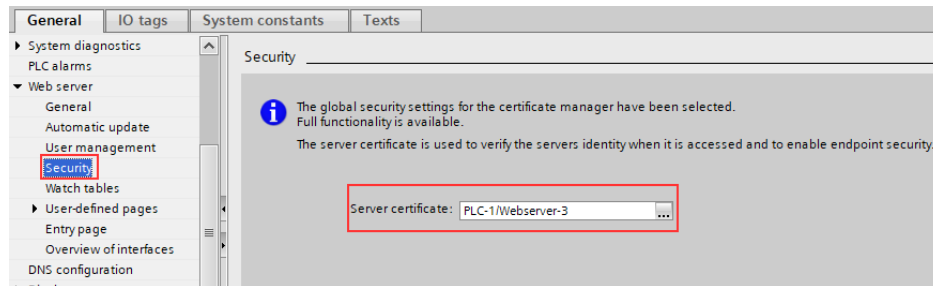 General IO tags System constants Texts
System diagnostics
PLC alarms
Web server
General
Automatic update
User management
Security
Watch tables
User-defined pages
Entry page
Overview of interfaces
DNS configuration
Security
The global security settings for the certificate manager have been selected.
Full functionality is available.
The server certificate is used to verify the servers identity when it is accessed and to enable endpoint security.
Server certificate: PLC-1/Webserver-3 ...